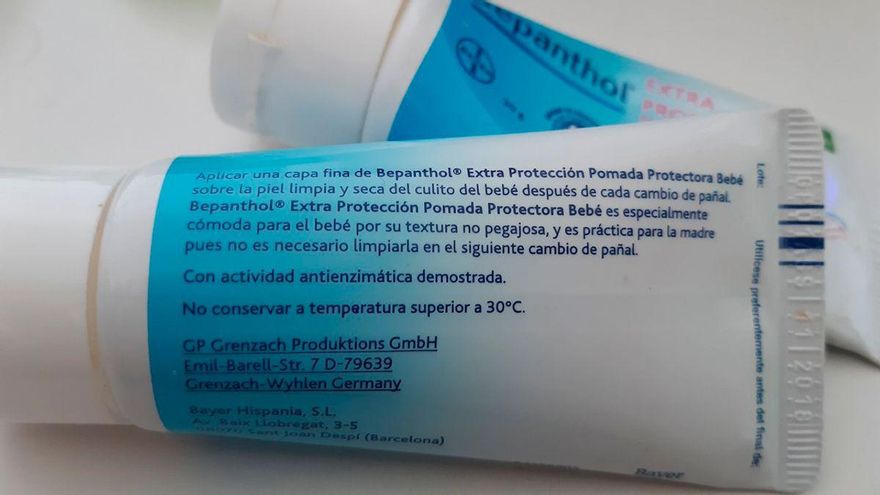 Bepanthol®
EXTRA
BAYER
Aplicar una capa fina de Bepanthol® Extra Protección Pomada Protectora Bebé
sobre la piel limpia y seca del culito del bebé después de cada cambio de pañal.
Bepanthol® Extra Protección Pomada Protectora Bebé es especialmente
cómoda para el bebé por su textura no pegajosa, y es práctica para la madre
pues no es necesario limpiarla en el siguiente cambio de pañal.
Con actividad antienzimática demostrada.
No conservar a temperatura superior a 30°C.
GP Grenzach Produktions GmbH
Emil-Barell-Str. 7 D-79639
Grenzach-Wyhlen Germany
Bayer Hispania, S.L.
Av. Baix Llobregat, 3-5
Sant Joan Despí (Barcelona)
Bayer
Lote:
Utilícese preferentemente antes del final de:
11 2018